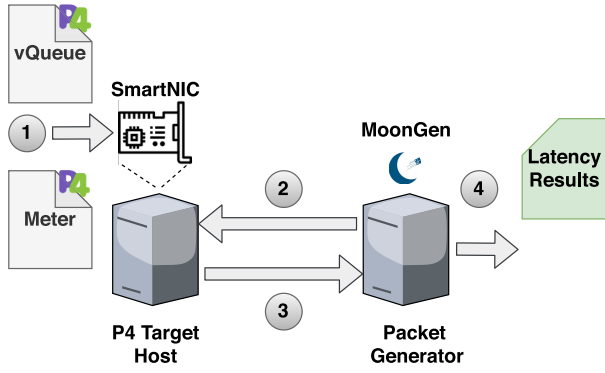 P4
vQueue
SmartNIC
1
MoonGen
P4
Meter
2
4
Latency
Results
3
P4 Target
Host
Packet
Generator